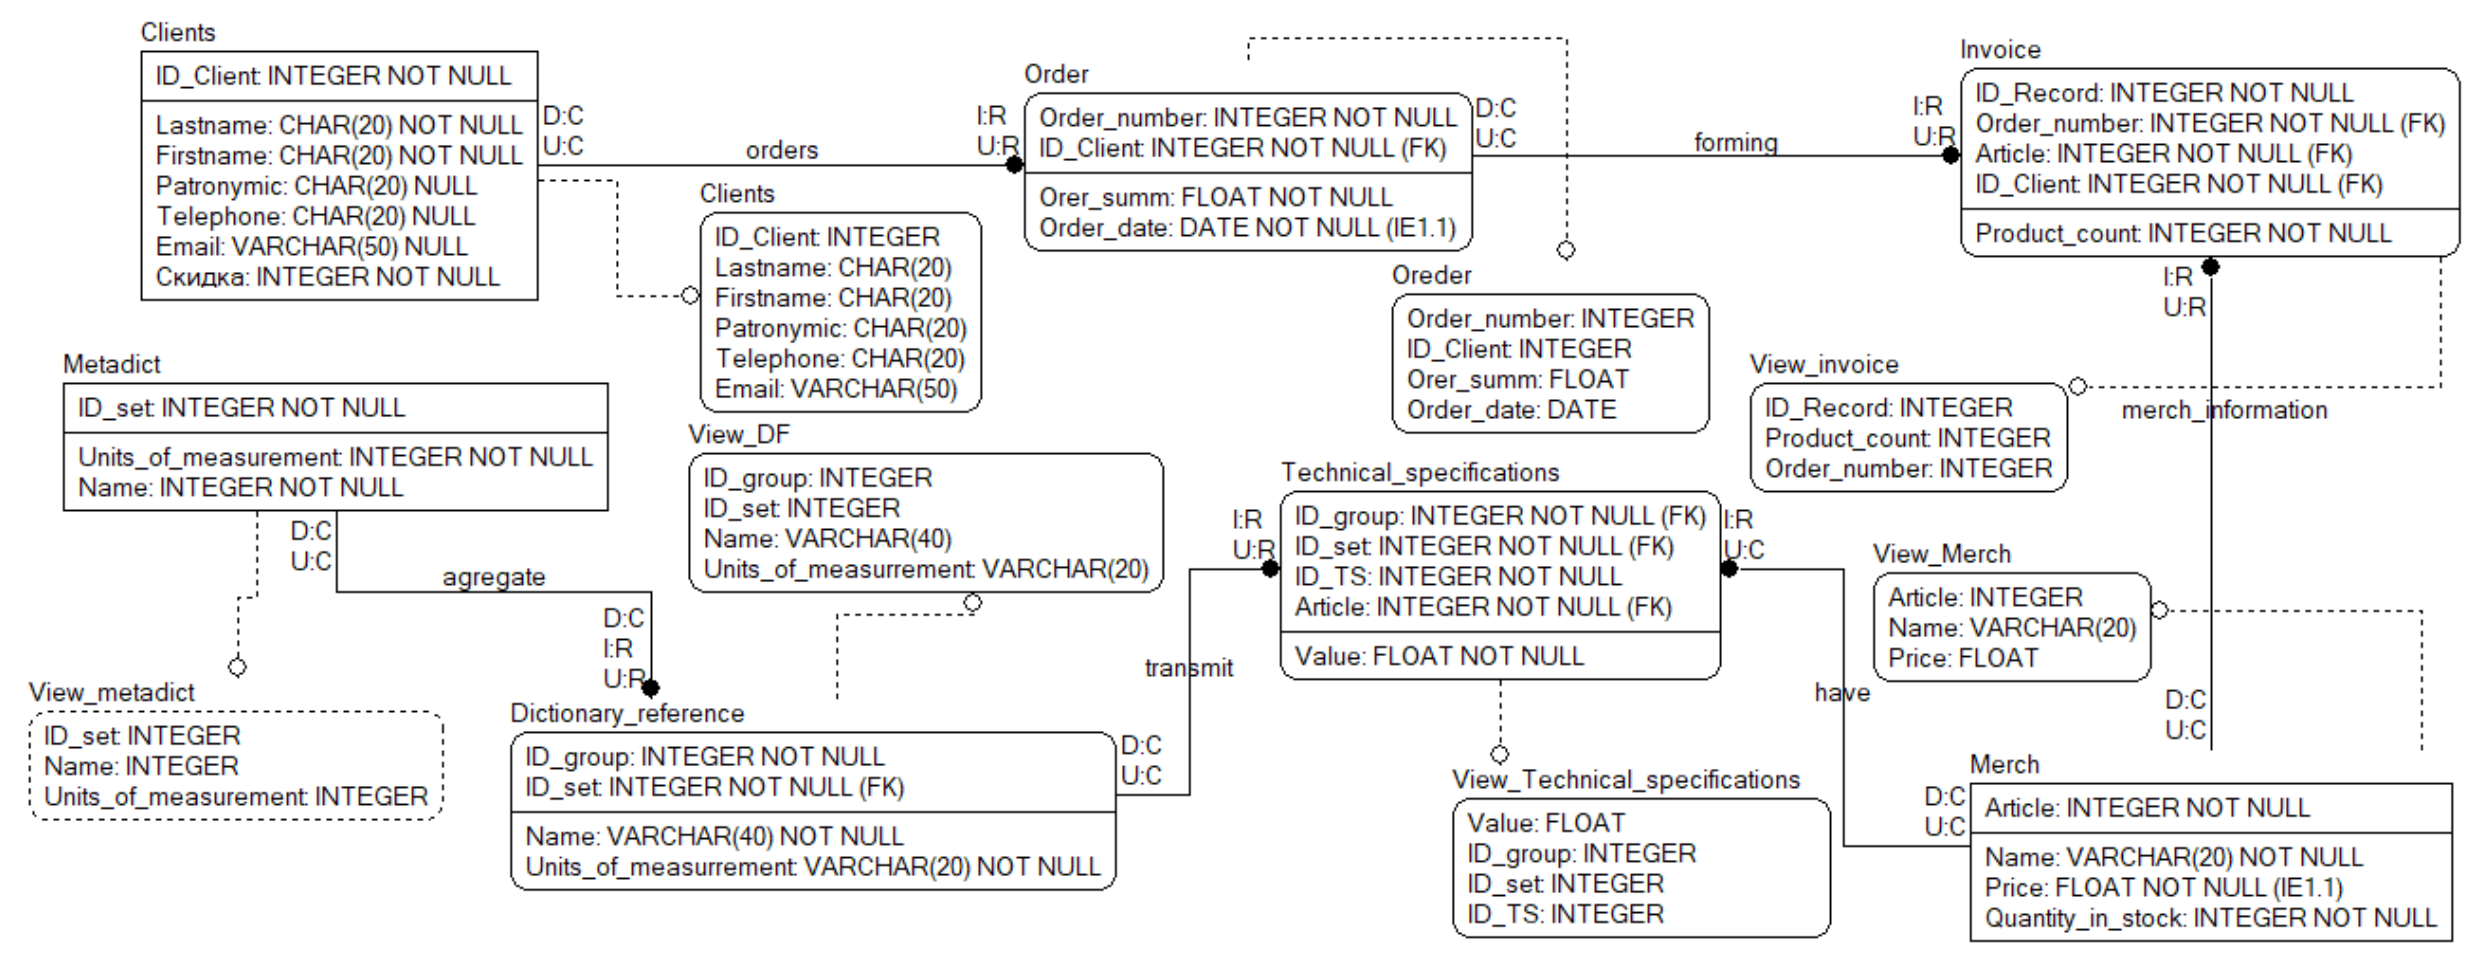 Clients
ID_Client: INTEGER NOT NULL
Lastname: CHAR(20) NOT NULL
Firstname: CHAR(20) NOT NULL
Patronymic: CHAR(20) NULL
Telephone: CHAR(20) NULL
Email: VARCHAR(50) NULL
Скидка: INTEGER NOT NULL
D:C
U:C
orders
I:R
U:R
Order
Order_number: INTEGER NOT NULL
ID_Client: INTEGER NOT NULL (FK)
Orer_summ: FLOAT NOT NULL
Order_date: DATE NOT NULL (IE1.1)
D:C
U:C
forming
I:R
U:R
Invoice
ID_Record: INTEGER NOT NULL
Order_number: INTEGER NOT NULL (FK)
Article: INTEGER NOT NULL (FK)
ID_Client: INTEGER NOT NULL (FK)
Product_count: INTEGER NOT NULL
I:R
U:R
Clients
ID_Client: INTEGER
Lastname: CHAR(20)
Firstname: CHAR(20)
Patronymic: CHAR(20)
Telephone: CHAR(20)
Email: VARCHAR(50)
Oreder
Order_number: INTEGER
ID_Client: INTEGER
Orer_summ: FLOAT
Order_date: DATE
View_invoice
ID_Record: INTEGER
Product_count: INTEGER
Order_number: INTEGER
merch_information
Metadict
ID_set: INTEGER NOT NULL
Units_of_measurement: INTEGER NOT NULL
Name: INTEGER NOT NULL
D:C
U:C
agregate
D:C
I:R
U:R
View_DF
ID_group: INTEGER
ID_set: INTEGER
Name: VARCHAR(40)
Units_of_measurrement: VARCHAR(20)
Technical_specifications
I:R
U:R
ID_group: INTEGER NOT NULL (FK)
ID_set: INTEGER NOT NULL (FK)
ID_TS: INTEGER NOT NULL
Article: INTEGER NOT NULL (FK)
Value: FLOAT NOT NULL
I:R
U:C
View_Merch
Article: INTEGER
Name: VARCHAR(20)
Price: FLOAT
transmit
have
D:C
U:C
View_metadict
ID_set: INTEGER
Name: INTEGER
Units_of_measurement: INTEGER
Dictionary_reference
ID_group: INTEGER NOT NULL
ID_set: INTEGER NOT NULL (FK)
Name: VARCHAR(40) NOT NULL
Units_of_measurrement: VARCHAR(20) NOT NULL
D:C
U:C
View_Technical_specifications
Value: FLOAT
ID_group: INTEGER
ID_set: INTEGER
ID_TS: INTEGER
D:C
U:C
Merch
Article: INTEGER NOT NULL
Name: VARCHAR(20) NOT NULL
Price: FLOAT NOT NULL (IE1.1)
Quantity_in_stock: INTEGER NOT NULL